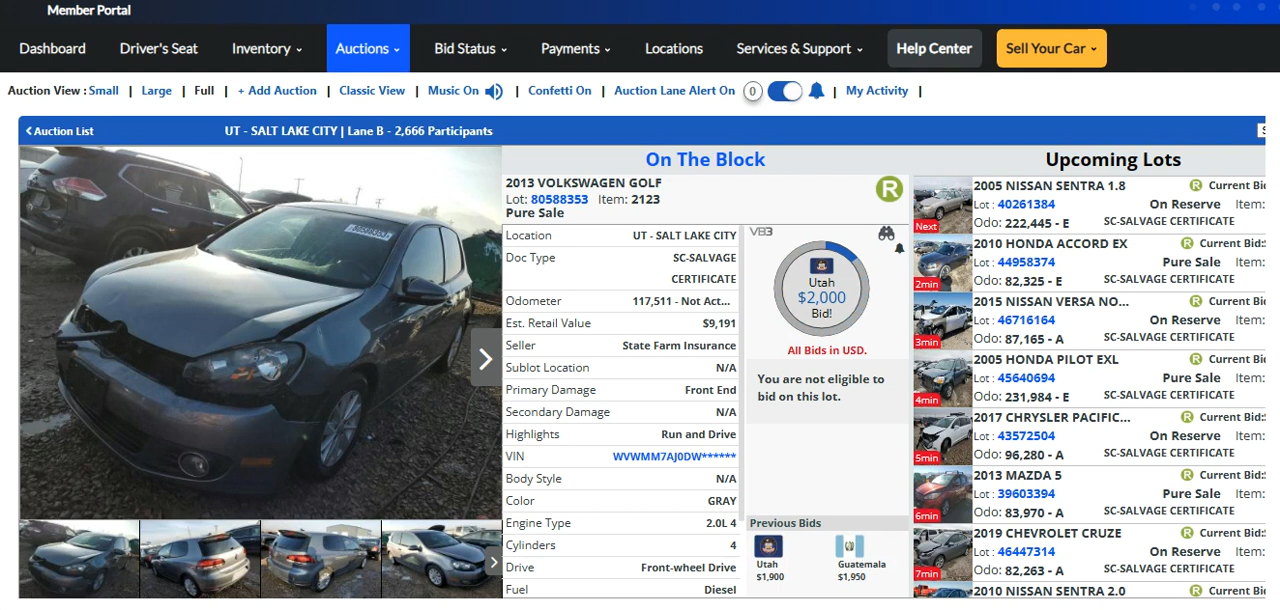 Member Portal
Dashboard Driver's Seat Inventory Auctions Bid Status Payments Locations Services & Support Help Center Sell Your Car
Auction View : Small | Large | Full | + Add Auction | Classic View | Music On | Confetti On | Auction Lane Alert On 0 | My Activity |
Auction List UT - SALT LAKE CITY | Lane B - 2,666 Participants
80588353
On The Block
2013 VOLKSWAGEN GOLF
Lot: 80588353 Item: 2123
Pure Sale
R
Location UT - SALT LAKE CITY
Doc Type SC-SALVAGE
CERTIFICATE
Odometer 117,511 - Not Act...
Est. Retail Value $9,191
Seller State Farm Insurance
Sublot Location N/A
Primary Damage Front End
Secondary Damage N/A
Highlights Run and Drive
VIN WVWMM7AJ0DW******
Body Style N/A
Color GRAY
Engine Type 2.0L 4
Cylinders 4
Drive Front-wheel Drive
Fuel Diesel
VB3
Utah
$2,000
Bid!
All Bids in USD.
You are not eligible to
bid on this lot.
Previous Bids
Utah Guatemala
$1,900 $1,950
Upcoming Lots
2005 NISSAN SENTRA 1.8 R Current Bi
Lot : 40261384 On Reserve Item:
Next Odo: 222,445 - E SC-SALVAGE CERTIFICATE
2010 HONDA ACCORD EX R Current Bid:
Lot : 44958374 Pure Sale Item:
2min Odo: 82,325 - E SC-SALVAGE CERTIFICATE
2015 NISSAN VERSA NO... R Current Bi
Lot : 46716164 On Reserve Item:
3min Odo: 87,165 - A SC-SALVAGE CERTIFICATE
2005 HONDA PILOT EXL R Current Bi
Lot : 45640694 Pure Sale Item:
4min Odo: 231,984 - E SC-SALVAGE CERTIFICATE
2017 CHRYSLER PACIFIC... R Current Bid:
Lot : 43572504 On Reserve Item:
5min Odo: 96,280 - A SC-SALVAGE CERTIFICATE
2013 MAZDA 5 R Current Bid:
Lot : 39603394 Pure Sale Item:
6min Odo: 83,970 - A SC-SALVAGE CERTIFICATE
2019 CHEVROLET CRUZE R Current Bid:
Lot : 46447314 On Reserve Item:
7min Odo: 82,263 - A SC-SALVAGE CERTIFICATE
2010 NISSAN SENTRA 2.0 R Current Bi